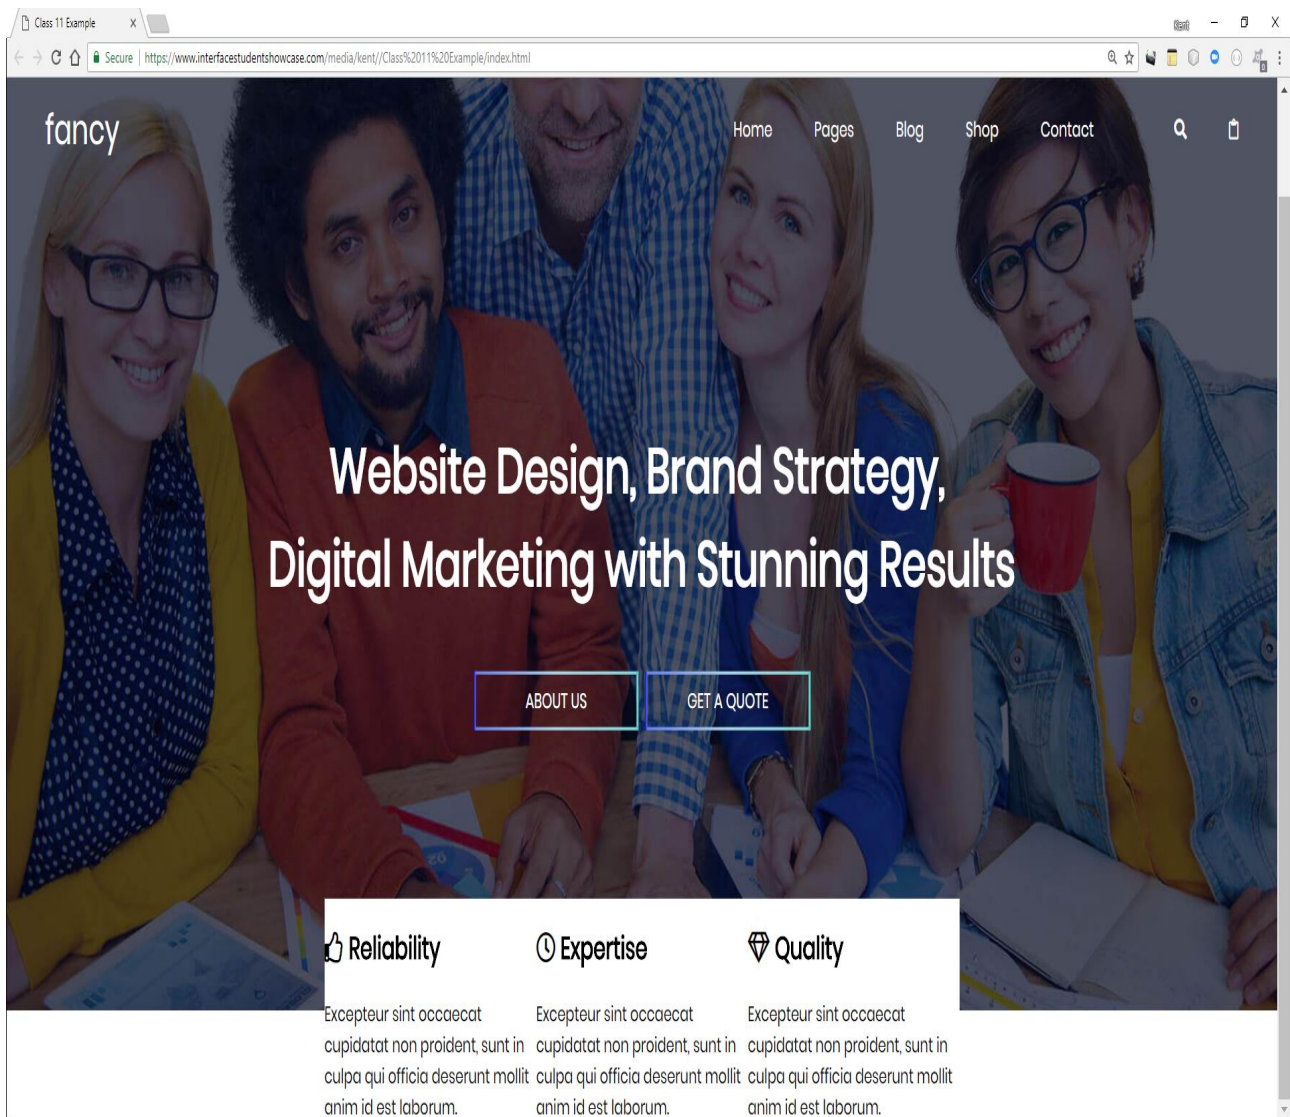 Class 11 Example
Kent
Secure
https://www.interfacestudentshowcase.com/media/kent//Class%2011%20Example/index.html
fancy
Home Pages Blog Shop Contact
Website Design, Brand Strategy,
Digital Marketing with Stunning Results
ABOUT US
GET A QUOTE
Reliability
Excepteur sint occaecat
cupidatat non proident, sunt in
culpa qui officia deserunt mollit
anim id est laborum.
Expertise
Excepteur sint occaecat
cupidatat non proident, sunt in
culpa qui officia deserunt mollit
anim id est laborum.
Quality
Excepteur sint occaecat
cupidatat non proident, sunt in
culpa qui officia deserunt mollit
anim id est laborum.